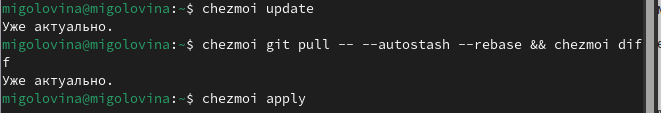 migolovina@migolovina:~$ chezmoi update
Уже актуально.
migolovina@migolovina:~$ chezmoi git pull -- --autostash --rebase && chezmoi dif
f
Уже актуально.
migolovina@migolovina:~$ chezmoi apply